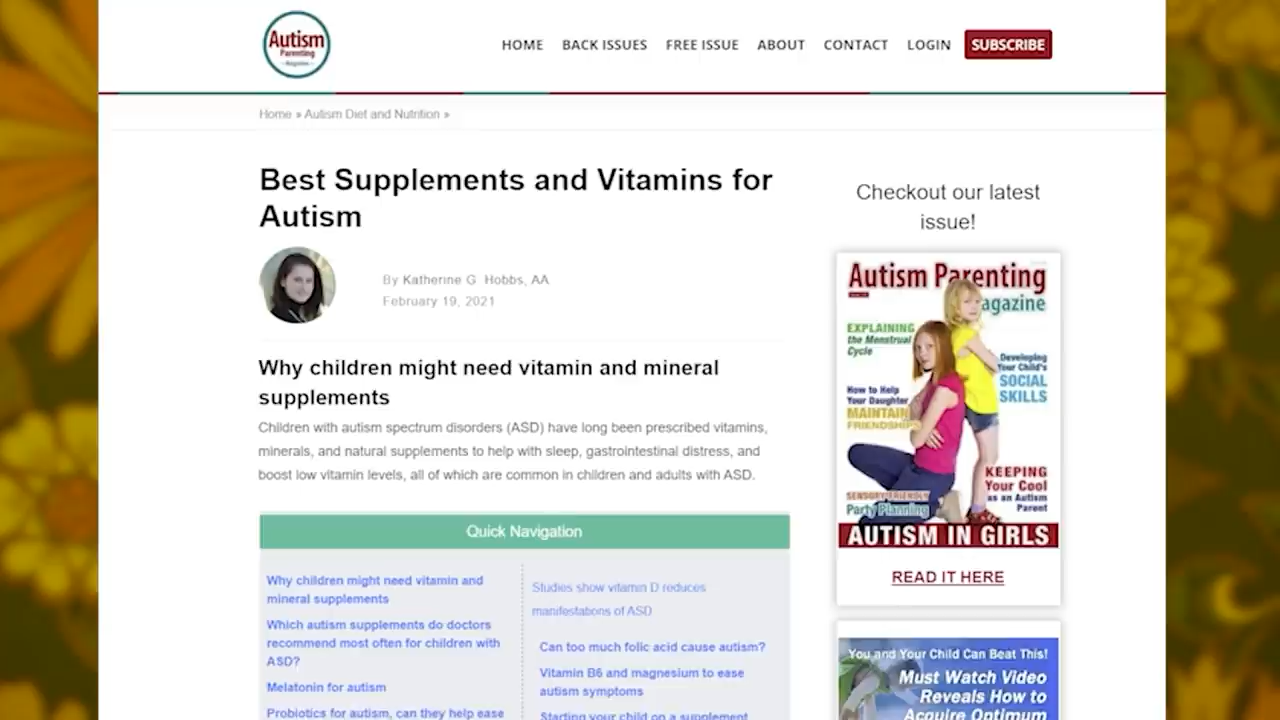 Autism
Parenting
Magazine
HOME
BACK ISSUES
FREE ISSUE
ABOUT
CONTACT
LOGIN
SUBSCRIBE
Home » Autism Diet and Nutrition »
Best Supplements and Vitamins for
Autism
By Katherine G Hobbs, AA
February 19, 2021
Why children might need vitamin and mineral
supplements
Children with autism spectrum disorders (ASD) have long been prescribed vitamins,
minerals, and natural supplements to help with sleep, gastrointestinal distress, and
boost low vitamin levels, all of which are common in children and adults with ASD.
Quick Navigation
Why children might need vitamin and
mineral supplements
Which autism supplements do doctors
recommend most often for children with
ASD?
Melatonin for autism
Probiotics for autism, can they help ease
Studies show vitamin D reduces
manifestations of ASD
Can too much folic acid cause autism?
Vitamin B6 and magnesium to ease
autism symptoms
Starting your child on a supplement
Checkout our latest
issue!
Autism Parenting
agazine
EXPLAINING
the Menstrual
Cycle
Developing
Your Child's
SOCIAL
SKILLS
How to Help
Your Daughter
MAINTAIN
FRIENDSHIPS
KEEPING
Your Cool
as an Autism
Parent
SENSORY FRIENDLY
Party Planning
AUTISM IN GIRLS
READ IT HERE
You and Your Child Can Beat This!
Must Watch Video
Reveals How to
Acquire Optimum